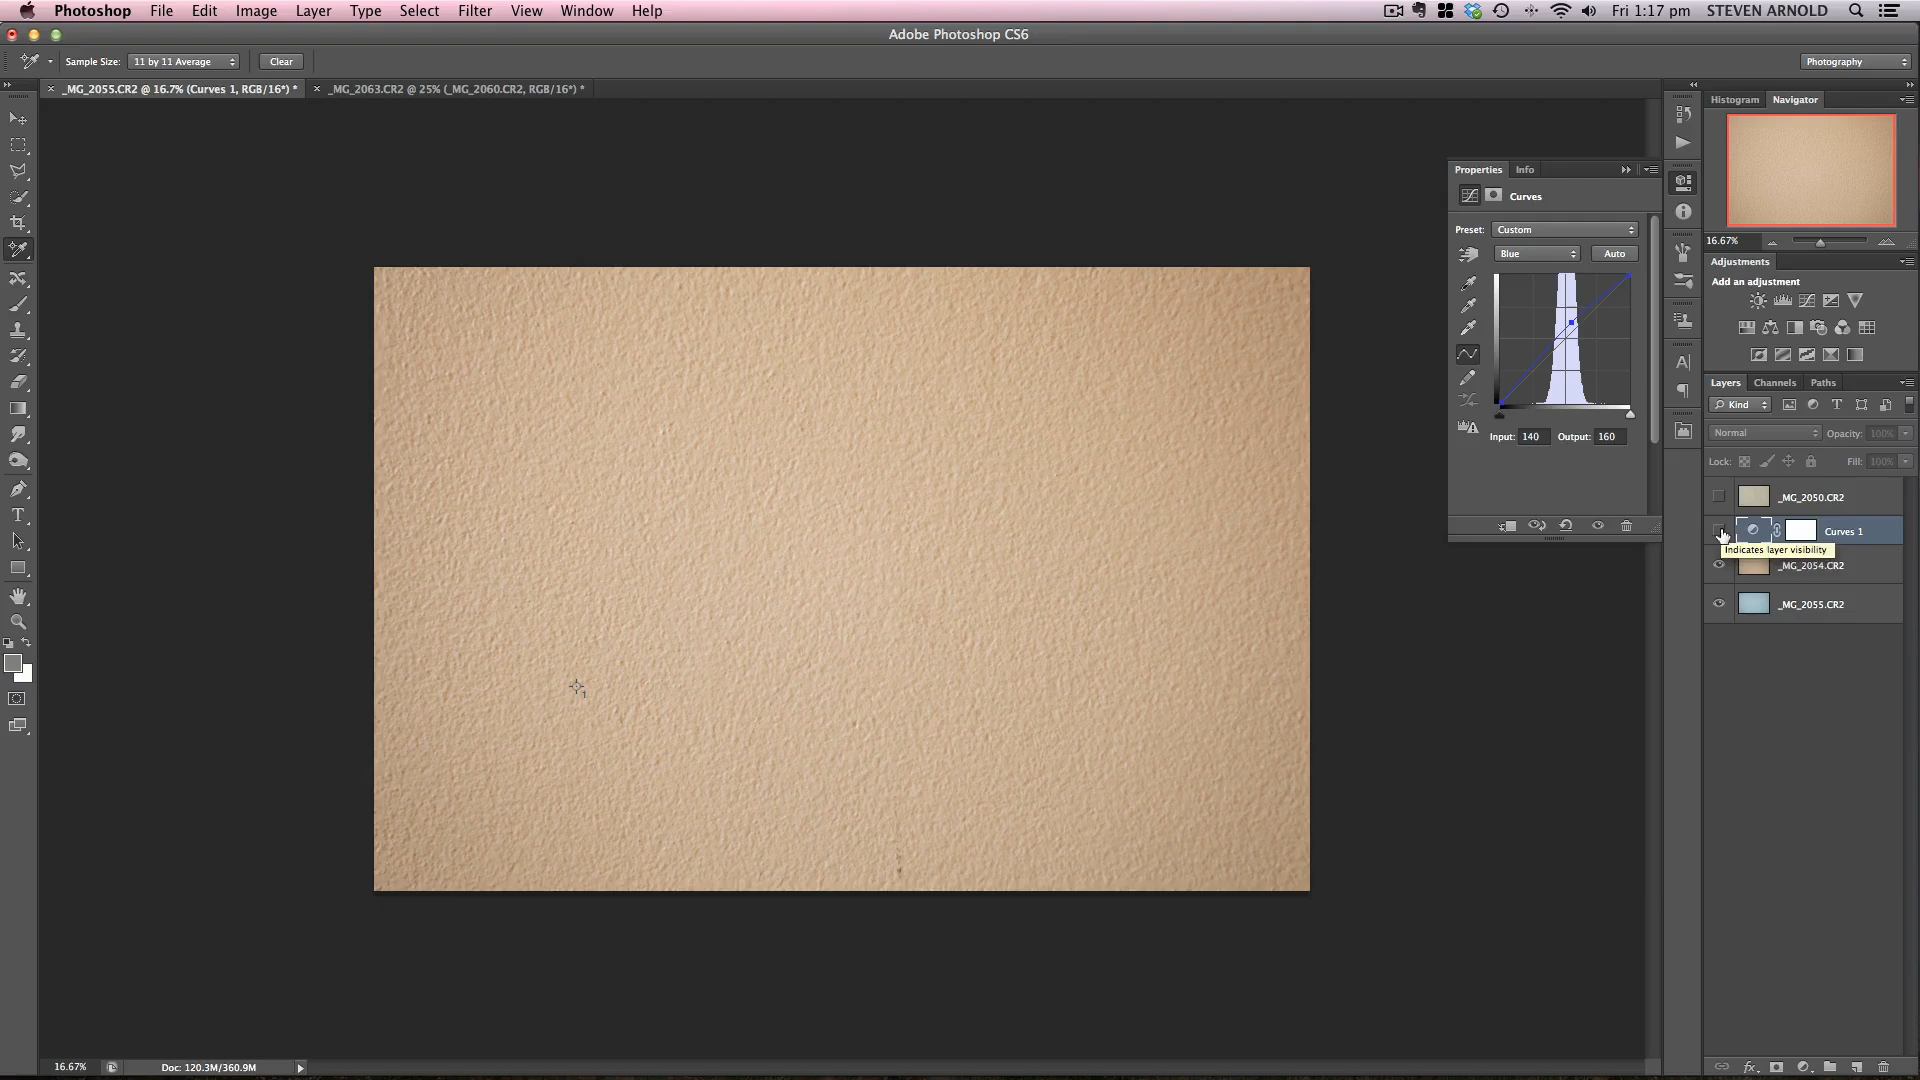 Photoshop File Edit Image Layer Type Select Filter View Window Help Fri 1:17 pm STEVEN ARNOLD
Adobe Photoshop CS6
Sample Size: 11 by 11 Average Clear Photography
× _MG_2055.CR2 @ 16.7% (Curves 1, RGB/16*) * × _MG_2063.CR2 @ 25% (_MG_2060.CR2, RGB/16*) *
Histogram Navigator
16.67%
Properties Info
Curves
Preset: Custom
Blue Auto
Input: 140 Output: 160
Adjustments
Add an adjustment
Layers Channels Paths
Kind
Normal Opacity: 100%
Lock: Fill: 100%
_MG_2050.CR2
Curves 1
Indicates layer visibility
_MG_2054.CR2
_MG_2055.CR2
1
16.67% Doc: 120.3M/360.9M